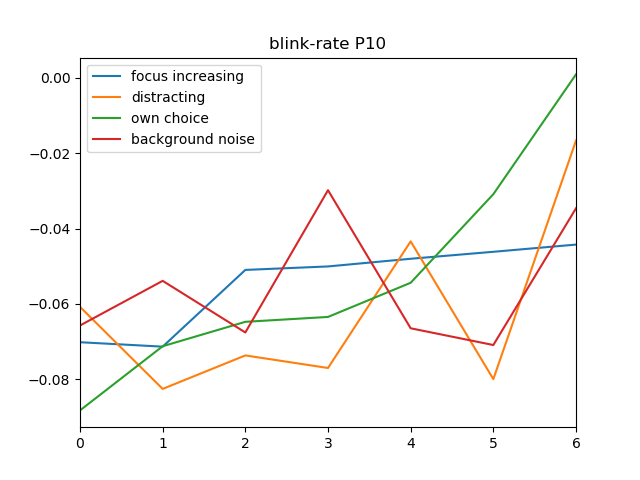 blink-rate P10
focus increasing
distracting
own choice
background noise
0.00
−0.02
−0.04
−0.06
−0.08
0 1 2 3 4 5 6